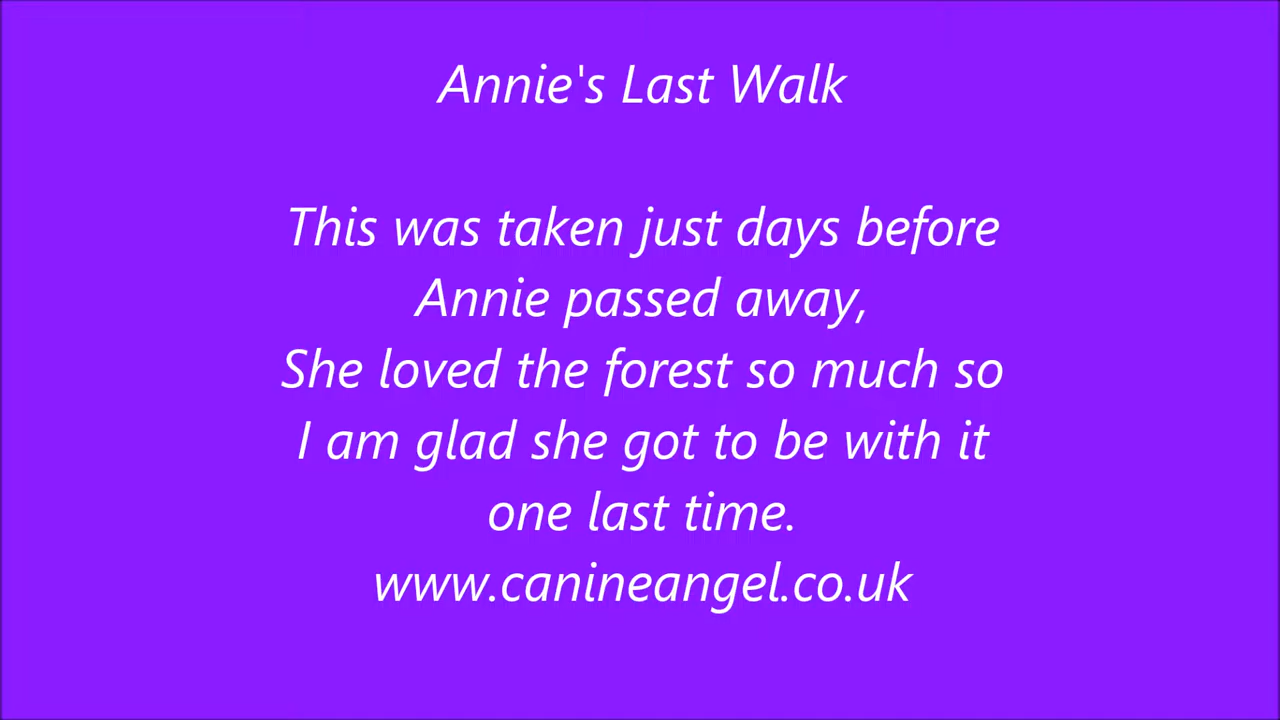 Annie's Last Walk
This was taken just days before
Annie passed away,
She loved the forest so much so
I am glad she got to be with it
one last time.
www.canineangel.co.uk